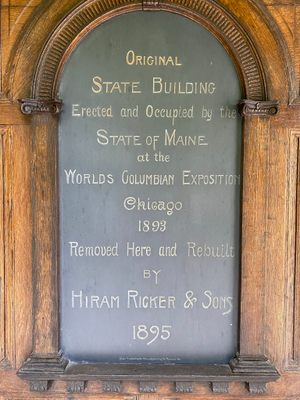 Original
State Building
Erected and Occupied by the
State of Maine
at the
Worlds Columbian Exposition
Chicago
1893
Removed Here and Rebuilt
by
Hiram Ricker & Sons
1895